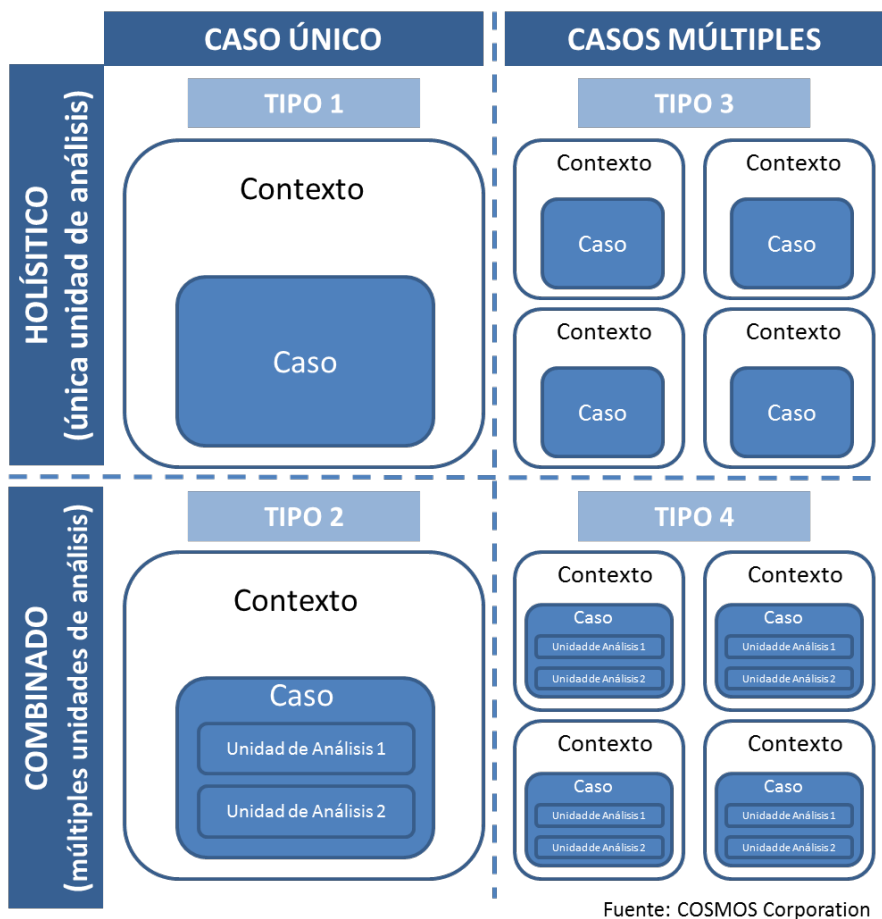 CASO ÚNICO
CASOS MÚLTIPLES
HOLÍSITICO
(única unidad de análisis)
TIPO 1
Contexto
Caso
TIPO 3
Contexto
Caso
Contexto
Caso
Contexto
Caso
Contexto
Caso
COMBINADO
(múltiples unidades de análisis)
TIPO 2
Contexto
Caso
Unidad de Análisis 1
Unidad de Análisis 2
TIPO 4
Contexto
Caso
Unidad de Análisis 1
Unidad de Análisis 2
Contexto
Caso
Unidad de Análisis 1
Unidad de Análisis 2
Contexto
Caso
Unidad de Análisis 1
Unidad de Análisis 2
Contexto
Caso
Unidad de Análisis 1
Unidad de Análisis 2
Fuente: COSMOS Corporation